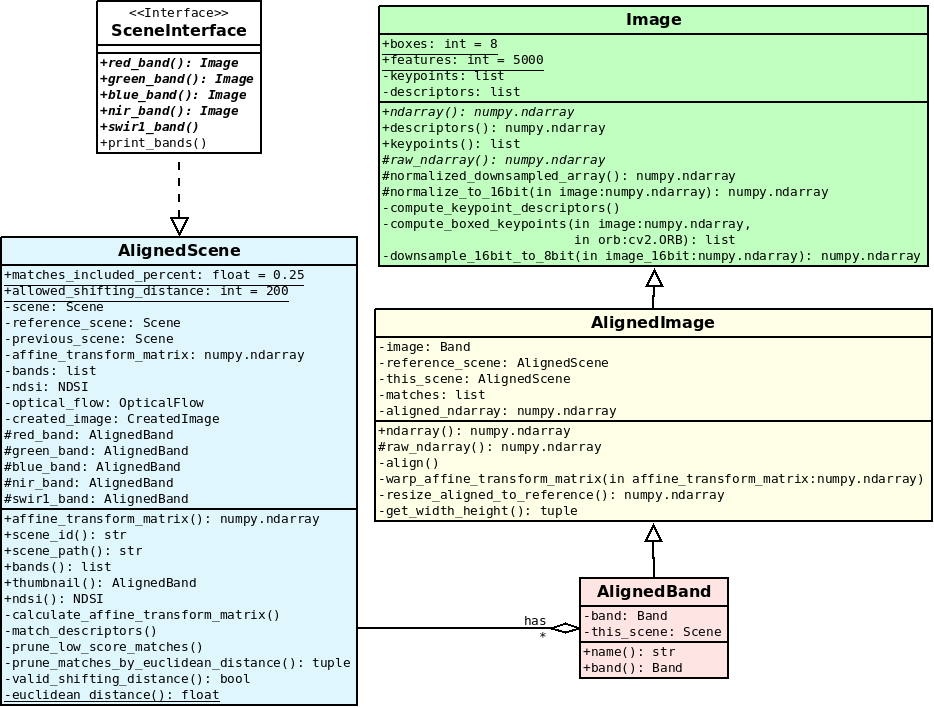 <<Interface>>
SceneInterface
+red_band(): Image
+green_band(): Image
+blue_band(): Image
+nir_band(): Image
+swir1_band()
+print_bands()
Image
+boxes: int = 8
+features: int = 5000
-keypoints: list
-descriptors: list
+ndarray(): numpy.ndarray
+descriptors(): numpy.ndarray
+keypoints(): list
#raw_ndarray(): numpy.ndarray
#normalized_downsampled_array(): numpy.ndarray
#normalize_to_16bit(in image:numpy.ndarray): numpy.ndarray
-compute_keypoint_descriptors()
-compute_boxed_keypoints(in image:numpy.ndarray,
in orb:cv2.ORB): list
-downsample_16bit_to_8bit(in image_16bit:numpy.ndarray): numpy.ndarray
AlignedScene
+matches_included_percent: float = 0.25
+allowed_shifting_distance: int = 200
-scene: Scene
-reference_scene: Scene
-previous_scene: Scene
-affine_transform_matrix: numpy.ndarray
-bands: list
-ndsi: NDSI
-optical_flow: OpticalFlow
-created_image: CreatedImage
#red_band: AlignedBand
#green_band: AlignedBand
#blue_band: AlignedBand
#nir_band: AlignedBand
#swir1_band: AlignedBand
+affine_transform_matrix(): numpy.ndarray
+scene_id(): str
+scene_path(): str
+bands(): list
+thumbnail(): AlignedBand
+ndsi(): NDSI
-calculate_affine_transform_matrix()
-match_descriptors()
-prune_low_score_matches()
-prune_matches_by_euclidean_distance(): tuple
-valid_shifting_distance(): bool
-euclidean_distance(): float
AlignedImage
-image: Band
-reference_scene: AlignedScene
-this_scene: AlignedScene
-matches: list
-aligned_ndarray: numpy.ndarray
+ndarray(): numpy.ndarray
#raw_ndarray(): numpy.ndarray
-align()
-warp_affine_transform_matrix(in affine_transform_matrix:numpy.ndarray)
-resize_aligned_to_reference(): numpy.ndarray
-get_width_height(): tuple
has
*
AlignedBand
-band: Band
-this_scene: Scene
+name(): str
+band(): Band